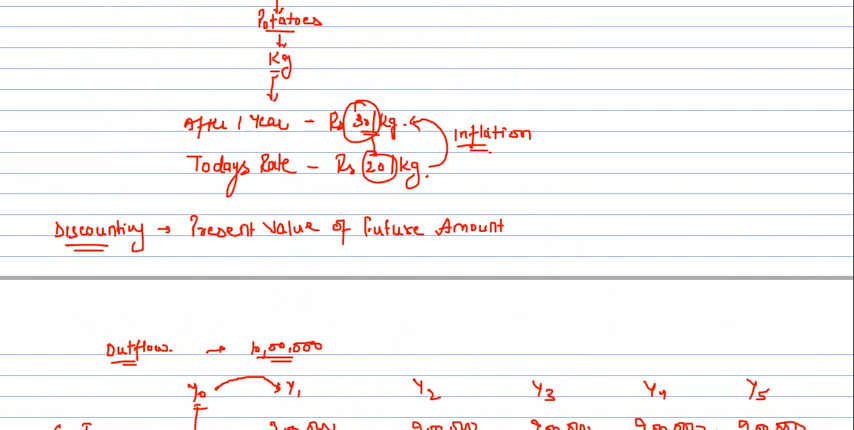 Potatoes
Kg
After 1 Year - Rs 30/kg.
Inflation
Todays Rate - Rs 20/kg.
Discounting → Present Value of Future Amount
Outflow. → 10,00,000
Y0 Y1 Y2 Y3 Y4 Y5